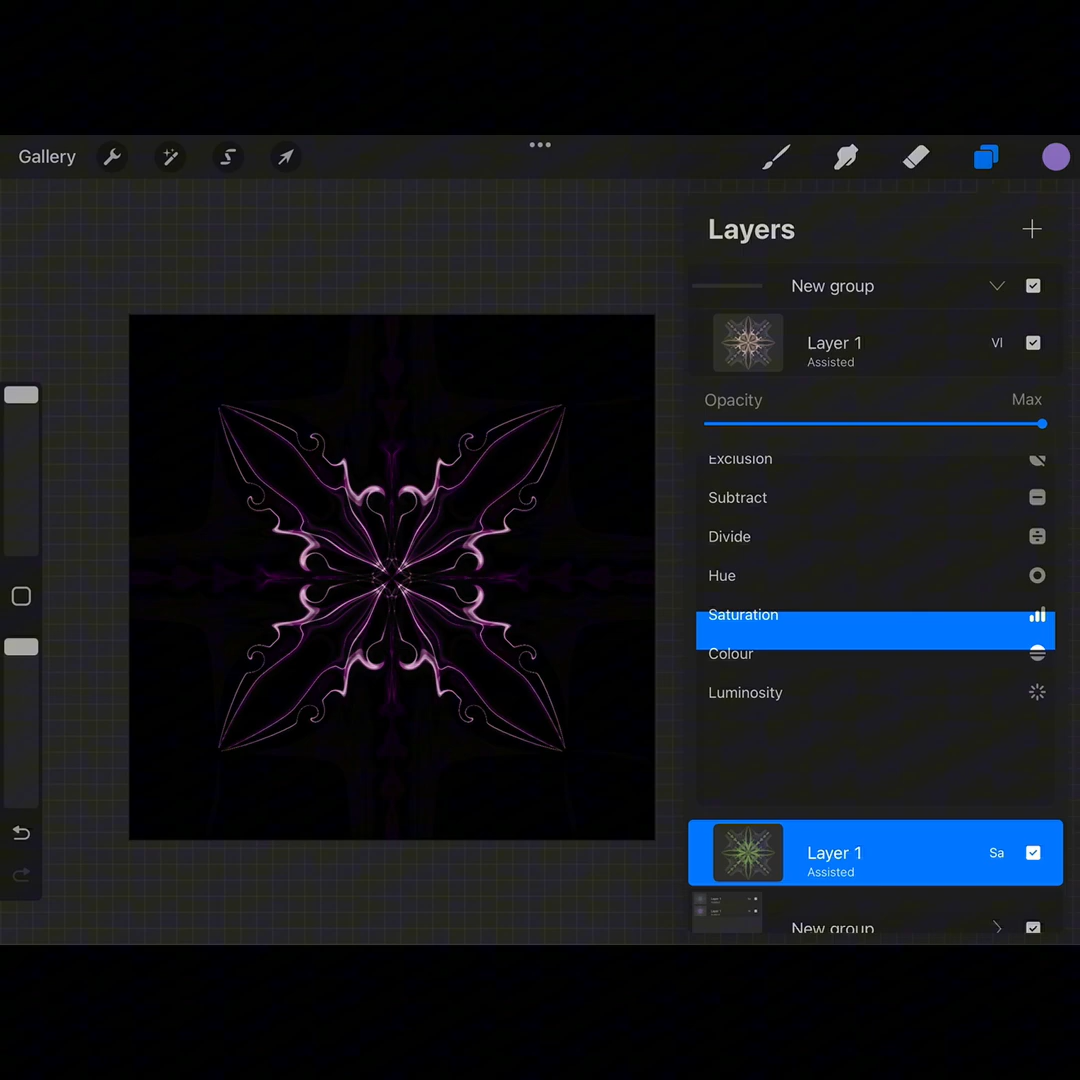 Gallery
Layers
New group
Layer 1
Vl
Assisted
Opacity
Max
Exclusion
Subtract
Divide
Hue
Saturation
Colour
Luminosity
Layer 1
Sa
Assisted
New group